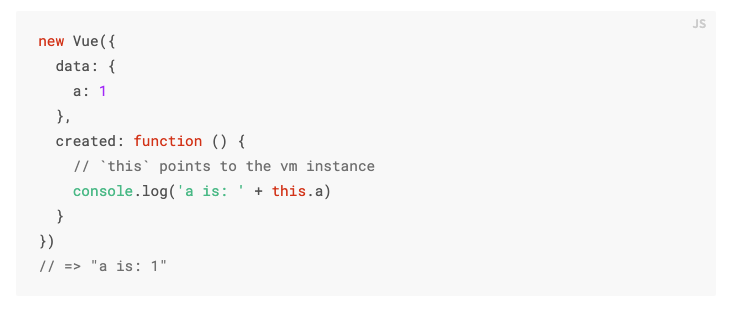 JS
new Vue({
  data: {
    a: 1
  },
  created: function () {
    // `this` points to the vm instance
    console.log('a is: ' + this.a)
  }
})
// => "a is: 1"